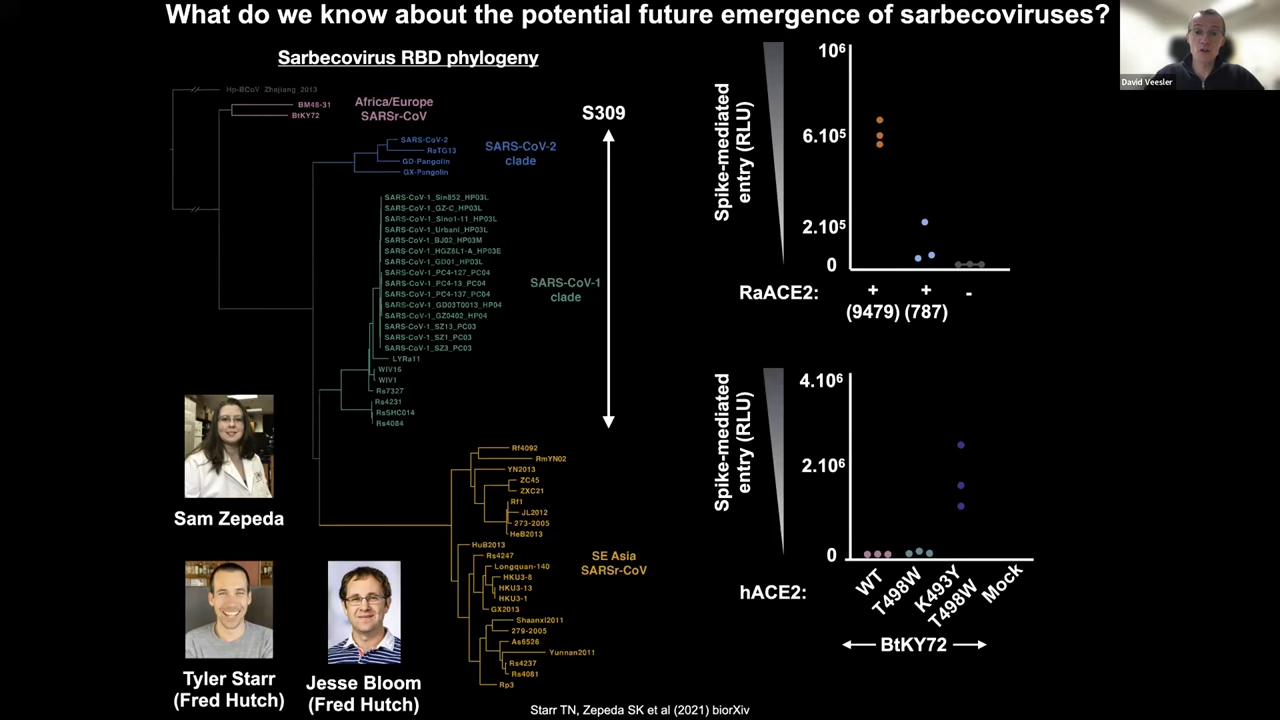 What do we know about the potential future emergence of sarbecoviruses?
David Veesler
Sarbecovirus RBD phylogeny
Hp-BCoV_Zhejiang_2013
BM48-31
BtKY72
Africa/Europe
SARSr-CoV
S309
SARS-CoV-2
RaTG13
GD-Pangolin
GX-Pangolin
SARS-CoV-2
clade
SARS-CoV-1_Sin852_HP03L
SARS-CoV-1_GZ-C_HP03L
SARS-CoV-1_Sino1-11_HP03L
SARS-CoV-1_Urbani_HP03L
SARS-CoV-1_BJ02_HP03M
SARS-CoV-1_HGZ8L1-A_HP03E
SARS-CoV-1_GD01_HP03L
SARS-CoV-1_PC4-127_PC04
SARS-CoV-1_PC4-13_PC04
SARS-CoV-1_PC4-137_PC04
SARS-CoV-1_GD03T0013_HP04
SARS-CoV-1_GZ0402_HP04
SARS-CoV-1_SZ13_PC03
SARS-CoV-1_SZ1_PC03
SARS-CoV-1_SZ3_PC03
SARS-CoV-1
clade
LYRa11
WIV16
WIV1
Rs7327
Rs4231
RsSHC014
Rs4084
Rf4092
RmYN02
YN2013
ZC45
ZXC21
Rf1
JL2012
273-2005
HeB2013
HuB2013
Rs4247
Longquan-140
HKU3-8
HKU3-13
HKU3-1
GX2013
Shaanxi2011
279-2005
As6526
Yunnan2011
Rs4237
Rs4081
Rp3
SE Asia
SARSr-CoV
Sam Zepeda
Tyler Starr
(Fred Hutch)
Jesse Bloom
(Fred Hutch)
Spike-mediated
entry (RLU)
10⁶
6.10⁵
2.10⁵
0
RaACE2:
+ + -
(9479) (787)
Spike-mediated
entry (RLU)
4.10⁶
2.10⁶
0
hACE2:
WT
T498W
K493Y
T498W
Mock
BtKY72
Starr TN, Zepeda SK et al (2021) biorXiv